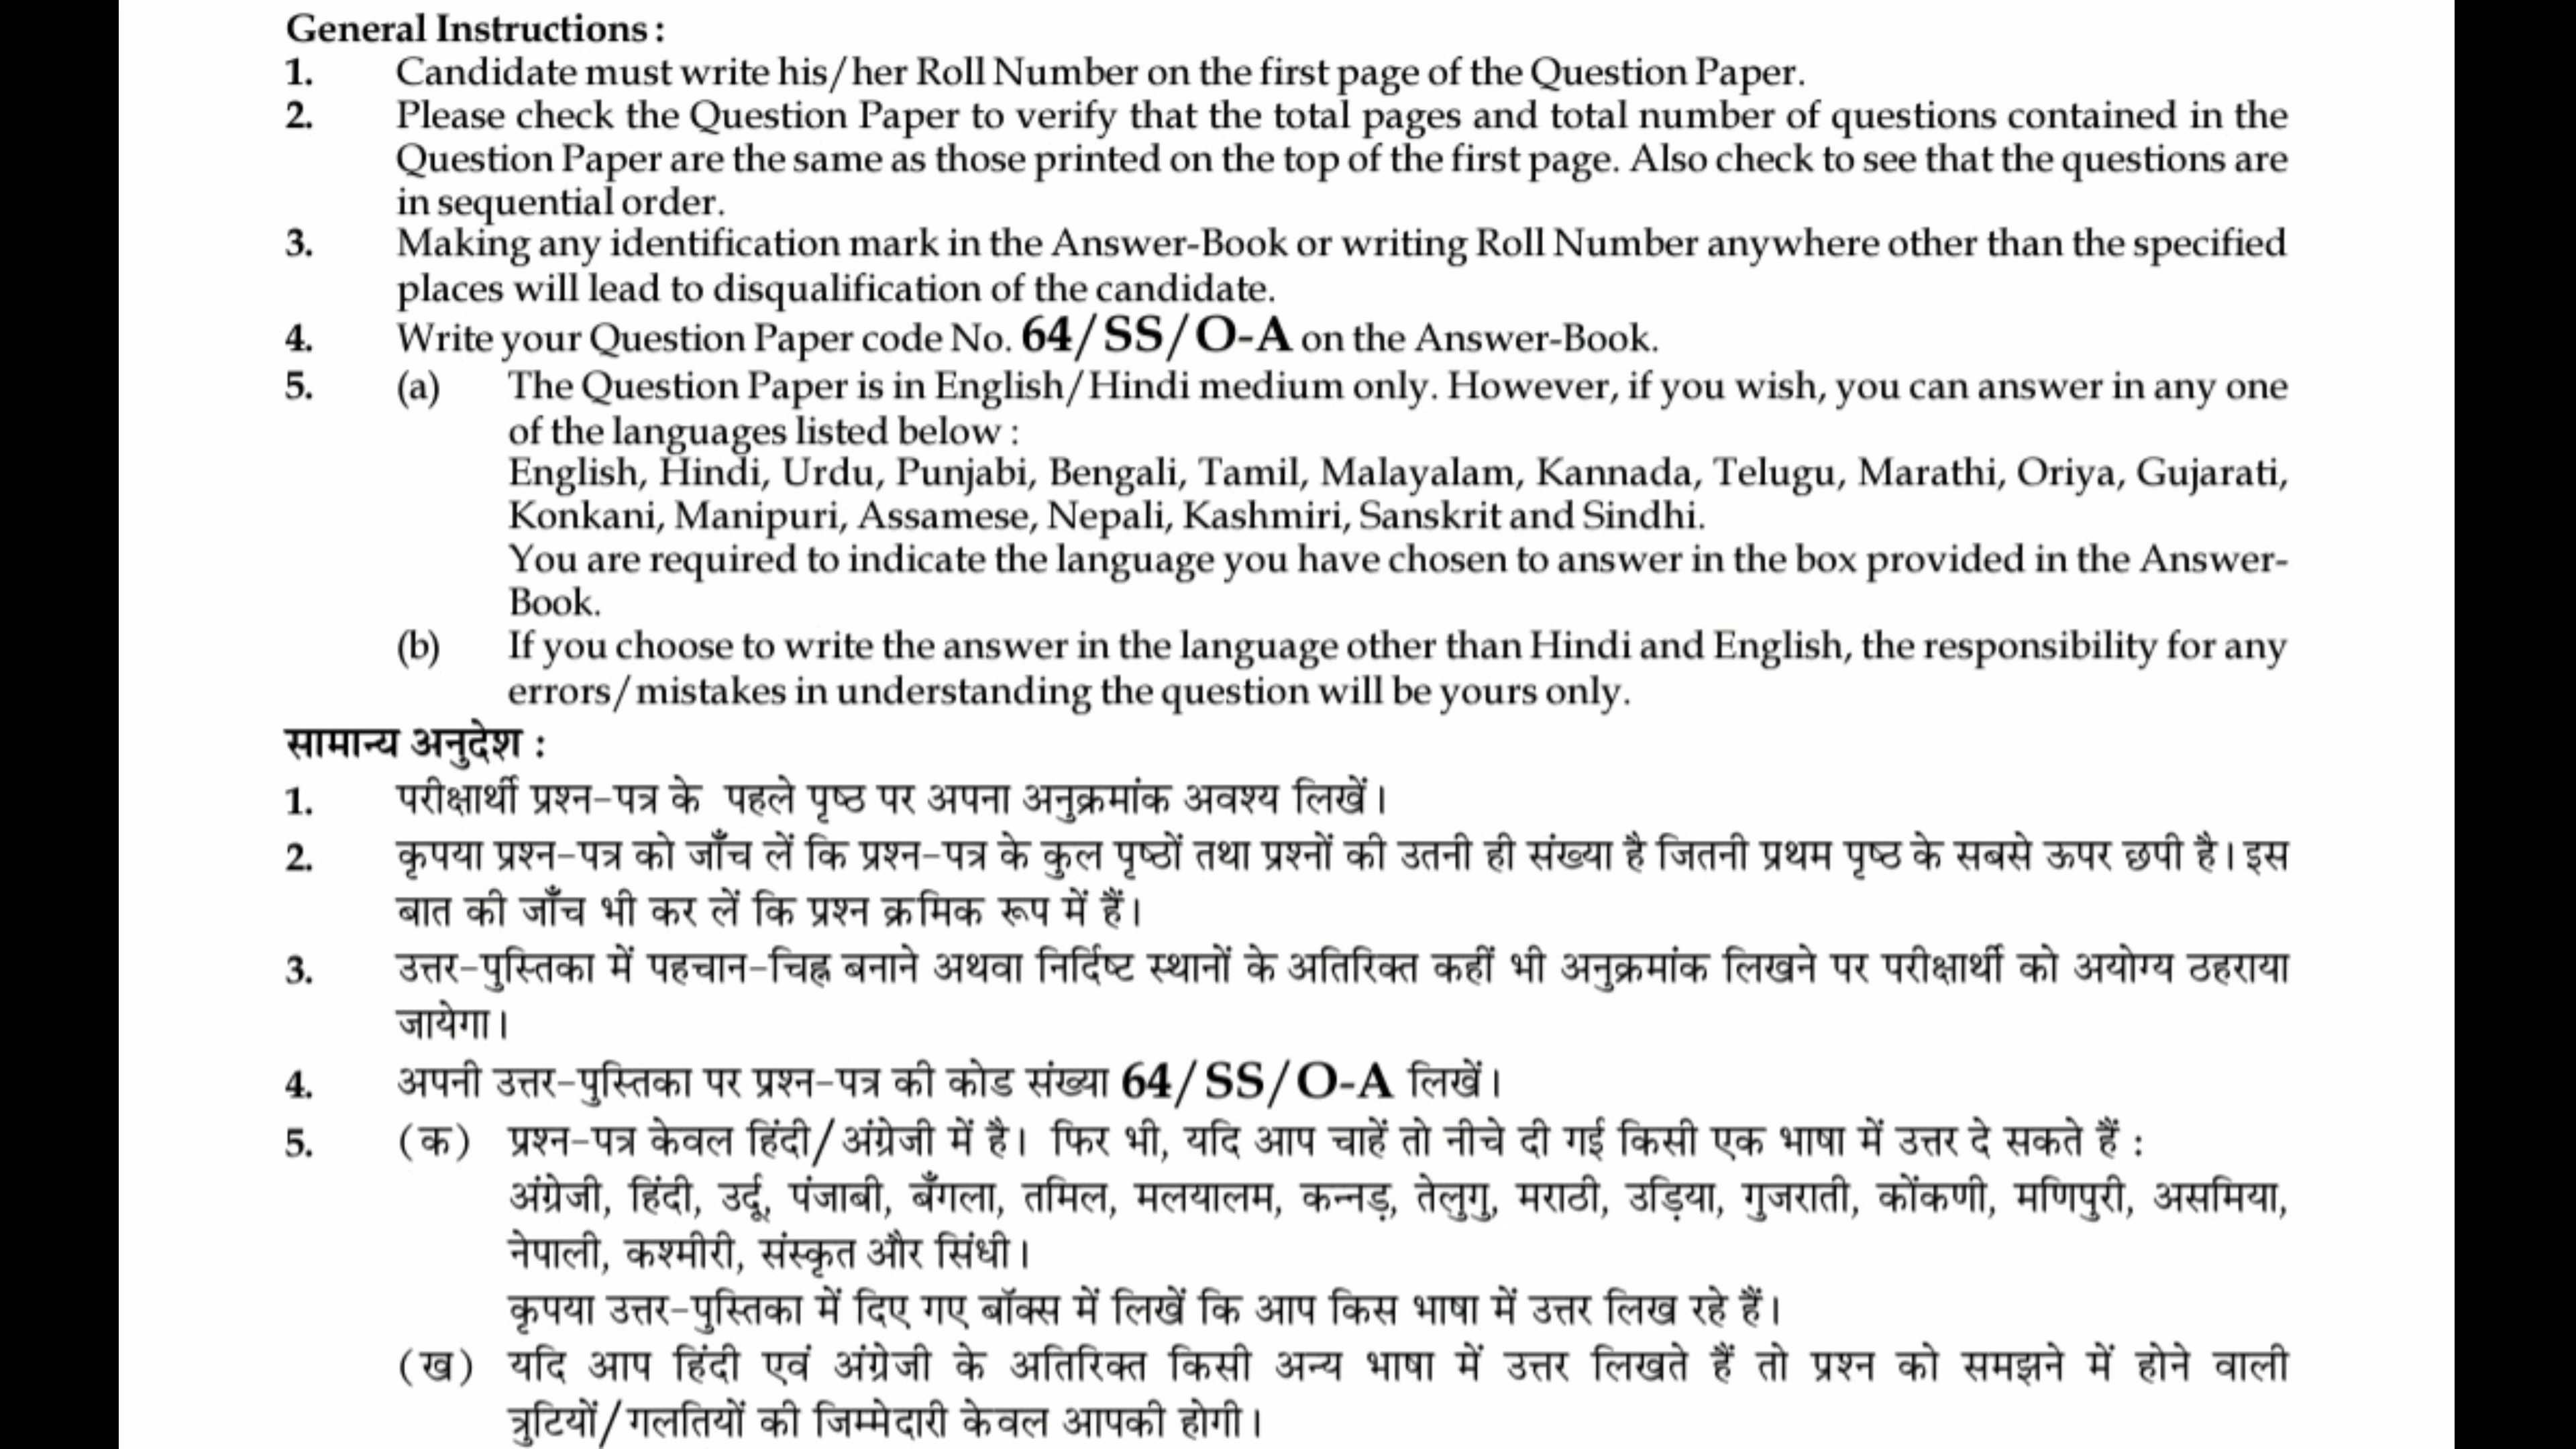 General Instructions :
1. Candidate must write his/her Roll Number on the first page of the Question Paper.
2. Please check the Question Paper to verify that the total pages and total number of questions contained in the
Question Paper are the same as those printed on the top of the first page. Also check to see that the questions are
in sequential order.
3. Making any identification mark in the Answer-Book or writing Roll Number anywhere other than the specified
places will lead to disqualification of the candidate.
4. Write your Question Paper code No. 64/SS/O-A on the Answer-Book.
5. (a) The Question Paper is in English/Hindi medium only. However, if you wish, you can answer in any one
of the languages listed below :
English, Hindi, Urdu, Punjabi, Bengali, Tamil, Malayalam, Kannada, Telugu, Marathi, Oriya, Gujarati,
Konkani, Manipuri, Assamese, Nepali, Kashmiri, Sanskrit and Sindhi.
You are required to indicate the language you have chosen to answer in the box provided in the Answer-
Book.
(b) If you choose to write the answer in the language other than Hindi and English, the responsibility for any
errors/mistakes in understanding the question will be yours only.
सामान्य अनुदेश :
1. परीक्षार्थी प्रश्न-पत्र के पहले पृष्ठ पर अपना अनुक्रमांक अवश्य लिखें।
2. कृपया प्रश्न-पत्र को जाँच लें कि प्रश्न-पत्र के कुल पृष्ठों तथा प्रश्नों की उतनी ही संख्या है जितनी प्रथम पृष्ठ के सबसे ऊपर छपी है। इस
बात की जाँच भी कर लें कि प्रश्न क्रमिक रूप में हैं।
3. उत्तर-पुस्तिका में पहचान-चिह्न बनाने अथवा निर्दिष्ट स्थानों के अतिरिक्त कहीं भी अनुक्रमांक लिखने पर परीक्षार्थी को अयोग्य ठहराया
जायेगा।
4. अपनी उत्तर-पुस्तिका पर प्रश्न-पत्र की कोड संख्या 64/SS/O-A लिखें।
5. (क) प्रश्न-पत्र केवल हिंदी/अंग्रेजी में है। फिर भी, यदि आप चाहें तो नीचे दी गई किसी एक भाषा में उत्तर दे सकते हैं :
अंग्रेजी, हिंदी, उर्दू, पंजाबी, बँगला, तमिल, मलयालम, कन्नड़, तेलुगु, मराठी, उड़िया, गुजराती, कोंकणी, मणिपुरी, असमिया,
नेपाली, कश्मीरी, संस्कृत और सिंधी।
कृपया उत्तर-पुस्तिका में दिए गए बॉक्स में लिखें कि आप किस भाषा में उत्तर लिख रहे हैं।
(ख) यदि आप हिंदी एवं अंग्रेजी के अतिरिक्त किसी अन्य भाषा में उत्तर लिखते हैं तो प्रश्न को समझने में होने वाली
त्रुटियों/गलतियों की जिम्मेदारी केवल आपकी होगी।